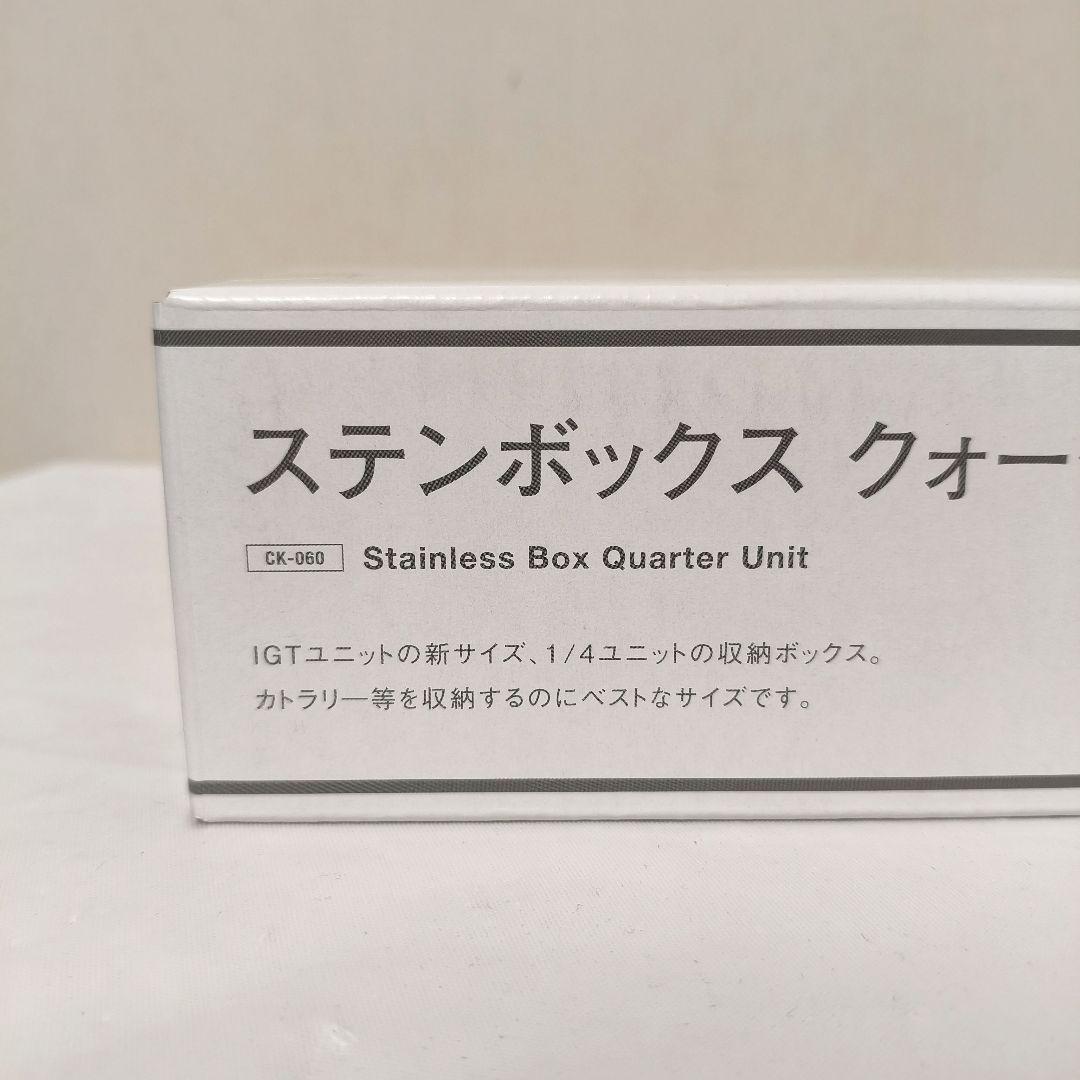 ステンボックス クォー
CK-060 Stainless Box Quarter Unit
IGTユニットの新サイズ、1/4ユニットの収納ボックス。
カトラリー等を収納するのにベストなサイズです。